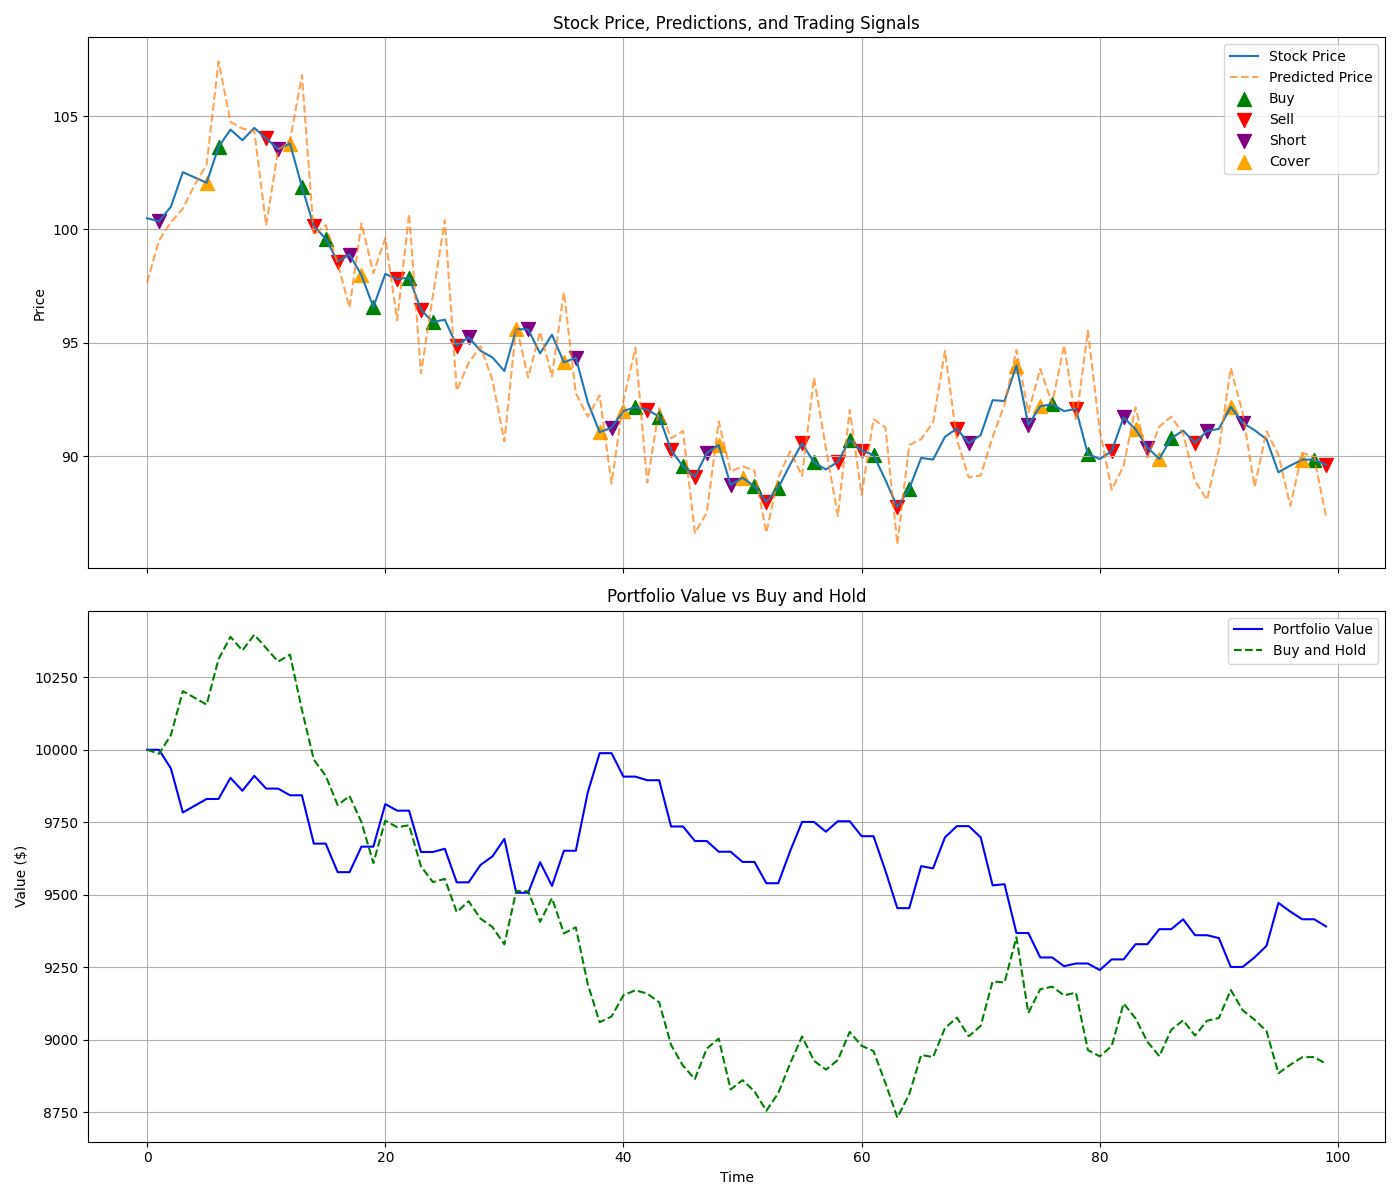 Stock Price, Predictions, and Trading Signals
Stock Price
Predicted Price
Buy
Sell
Short
Cover
105
100
95
90
Price
Portfolio Value vs Buy and Hold
Portfolio Value
Buy and Hold
10250
10000
9750
9500
9250
9000
8750
Value ($)
0 20 40 60 80 100
Time